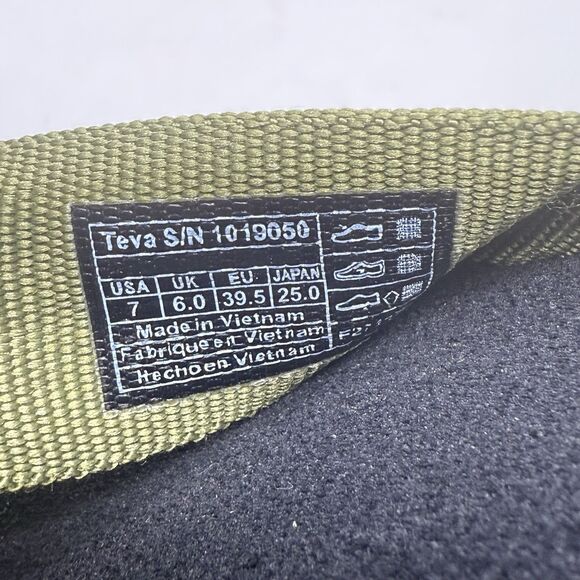 Teva S/N 1019050
USA UK EU JAPAN
7 6.0 39.5 25.0
Made in Vietnam
Fabrique en Vietnam
Hecho en Vietnam